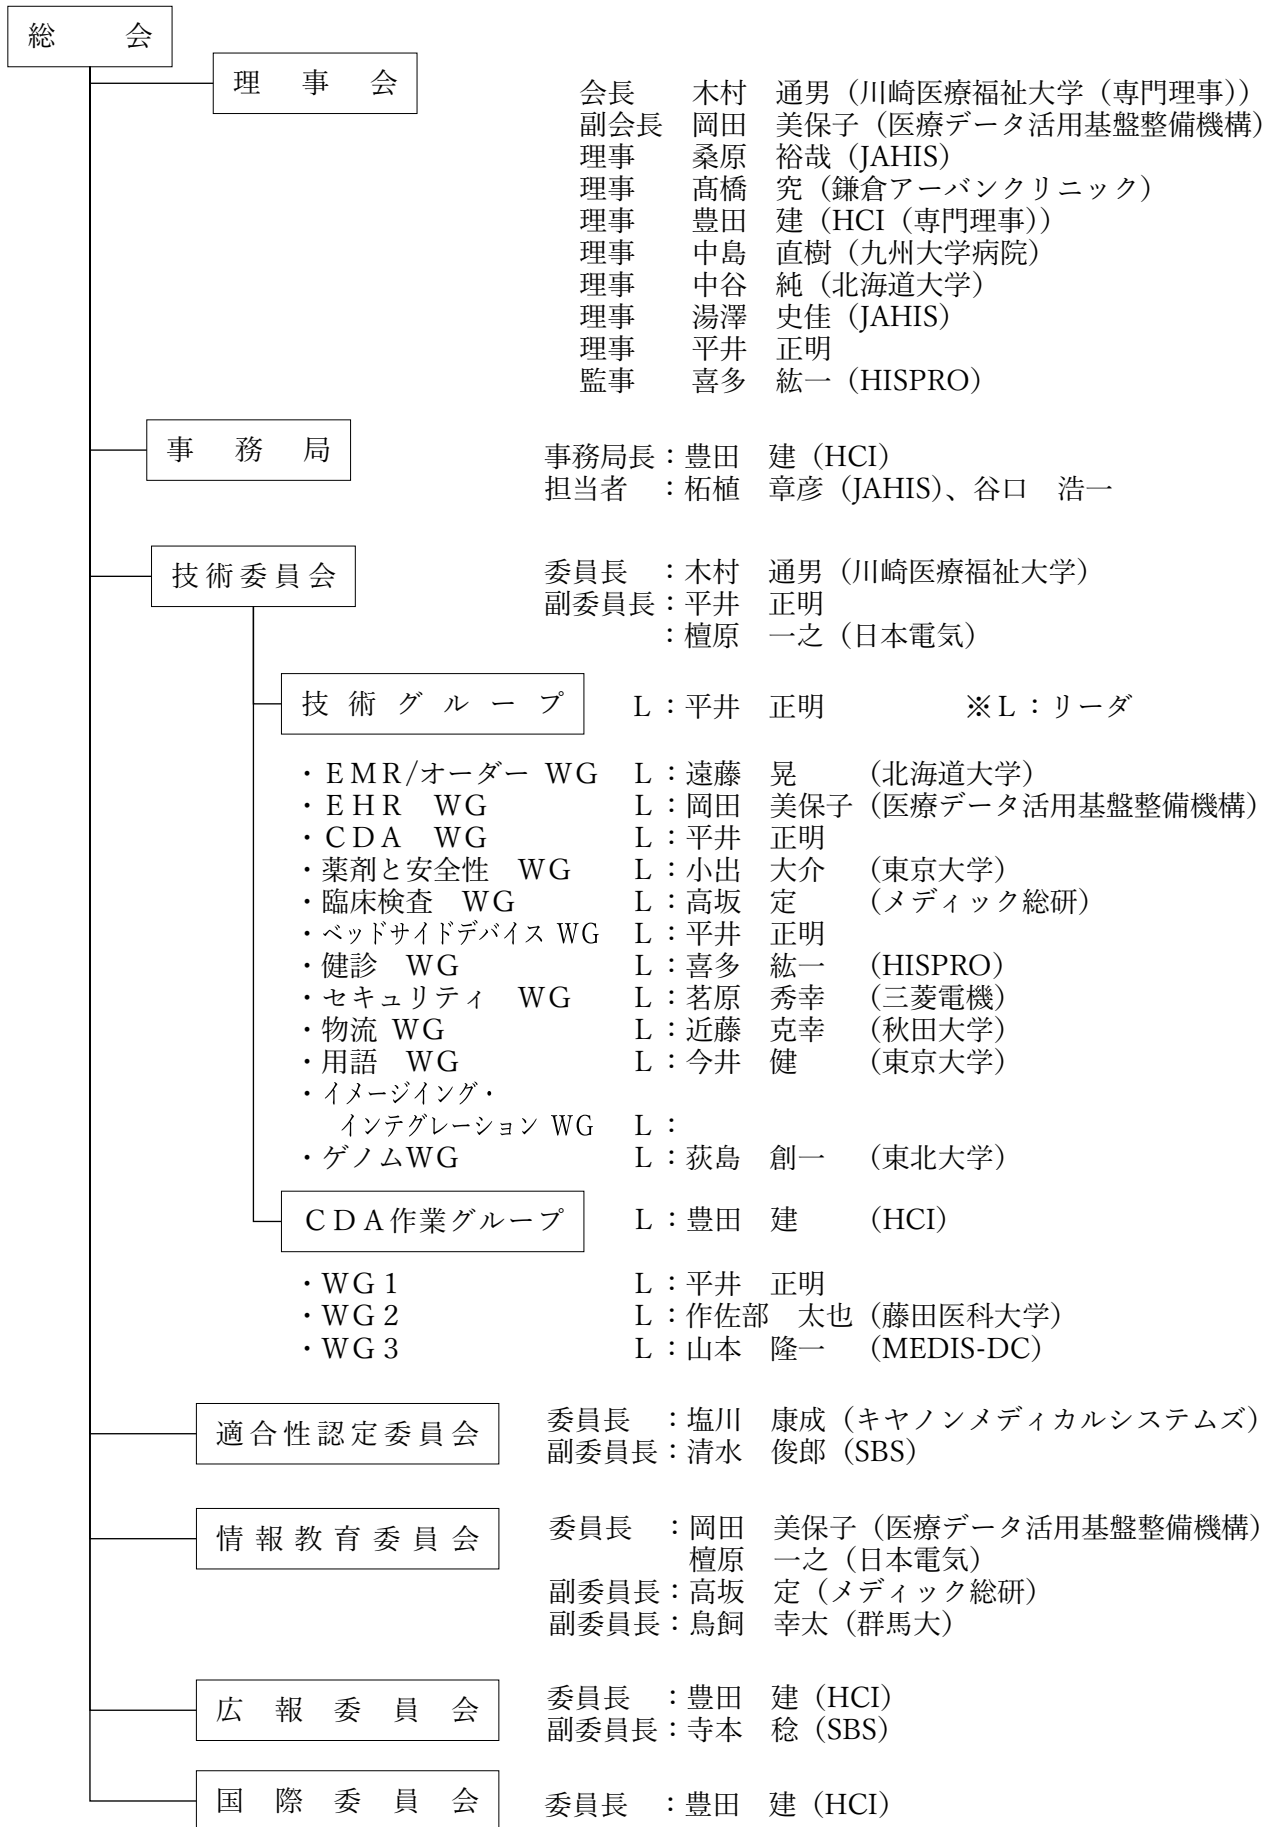 総　　会
理　事　会
会長　　木村　通男（川崎医療福祉大学（専門理事））
副会長　岡田　美保子（医療データ活用基盤整備機構）
理事　　桑原　裕哉（JAHIS）
理事　　髙橋　究（鎌倉アーバンクリニック）
理事　　豊田　建（HCI（専門理事））
理事　　中島　直樹（九州大学病院）
理事　　中谷　純（北海道大学）
理事　　湯澤　史佳（JAHIS）
理事　　平井　正明
監事　　喜多　紘一（HISPRO）
事　務　局
事務局長：豊田　建（HCI）
担当者　：柘植　章彦（JAHIS）、谷口　浩一
技術委員会
委員長　：木村　通男（川崎医療福祉大学）
副委員長：平井　正明
：檀原　一之（日本電気）
技術グループ　Ｌ：平井　正明　　※Ｌ：リーダ
・ＥＭＲ/オーダー ＷＧ　Ｌ：遠藤　晃　（北海道大学）
・ＥＨＲ　ＷＧ　Ｌ：岡田　美保子（医療データ活用基盤整備機構）
・ＣＤＡ　ＷＧ　Ｌ：平井　正明
・薬剤と安全性　ＷＧ　Ｌ：小出　大介　（東京大学）
・臨床検査　ＷＧ　Ｌ：高坂　定　（メディック総研）
・ベッドサイドデバイス ＷＧ　Ｌ：平井　正明
・健診　ＷＧ　Ｌ：喜多　紘一　（HISPRO）
・セキュリティ　ＷＧ　Ｌ：茗原　秀幸　（三菱電機）
・物流 ＷＧ　Ｌ：近藤　克幸　（秋田大学）
・用語　ＷＧ　Ｌ：今井　健　（東京大学）
・イメージイング・
インテグレーション ＷＧ　Ｌ：
・ゲノムＷＧ　Ｌ：荻島　創一　（東北大学）
ＣＤＡ作業グループ　Ｌ：豊田　建　（HCI）
・ＷＧ１　Ｌ：平井　正明
・ＷＧ２　Ｌ：作佐部　太也（藤田医科大学）
・ＷＧ３　Ｌ：山本　隆一　（MEDIS-DC）
適合性認定委員会
委員長　：塩川　康成（キヤノンメディカルシステムズ）
副委員長：清水　俊郎（SBS）
情報教育委員会
委員長　：岡田　美保子（医療データ活用基盤整備機構）
檀原　一之（日本電気）
副委員長：高坂　定（メディック総研）
副委員長：鳥飼　幸太（群馬大）
広　報　委　員　会
委員長　：豊田　建（HCI）
副委員長：寺本　稔（SBS）
国　際　委　員　会
委員長　：豊田　建（HCI）